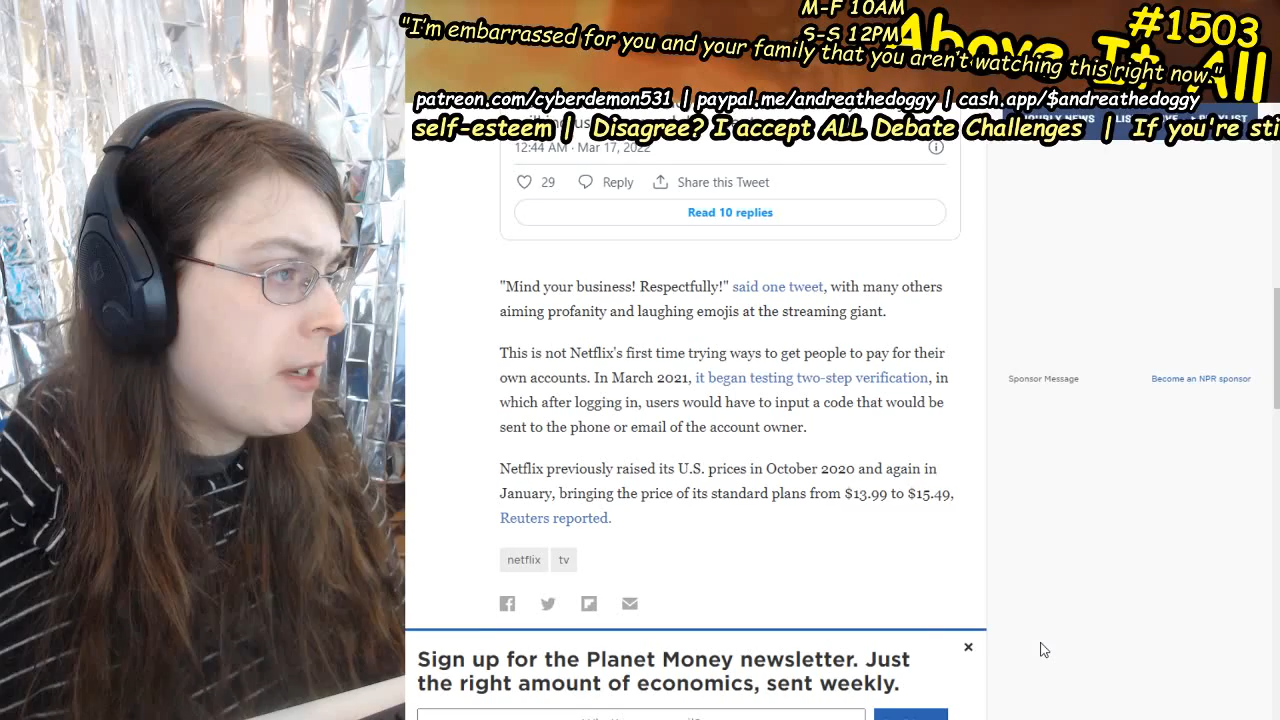 M-F 10AM
S-S 12PM
#1503
Above It All
"I'm embarrassed for you and your family that you aren't watching this right now."
patreon.com/cyberdemon531 | paypal.me/andreathedoggy | cash.app/$andreathedoggy
self-esteem | Disagree? I accept ALL Debate Challenges | If you're sti
12:44 AM · Mar 17, 2022
29 Reply Share this Tweet
Read 10 replies
"Mind your business! Respectfully!" said one tweet, with many others
aiming profanity and laughing emojis at the streaming giant.
This is not Netflix's first time trying ways to get people to pay for their
own accounts. In March 2021, it began testing two-step verification, in
which after logging in, users would have to input a code that would be
sent to the phone or email of the account owner.
Netflix previously raised its U.S. prices in October 2020 and again in
January, bringing the price of its standard plans from $13.99 to $15.49,
Reuters reported.
netflix tv
Sponsor Message Become an NPR sponsor
Sign up for the Planet Money newsletter. Just
the right amount of economics, sent weekly.